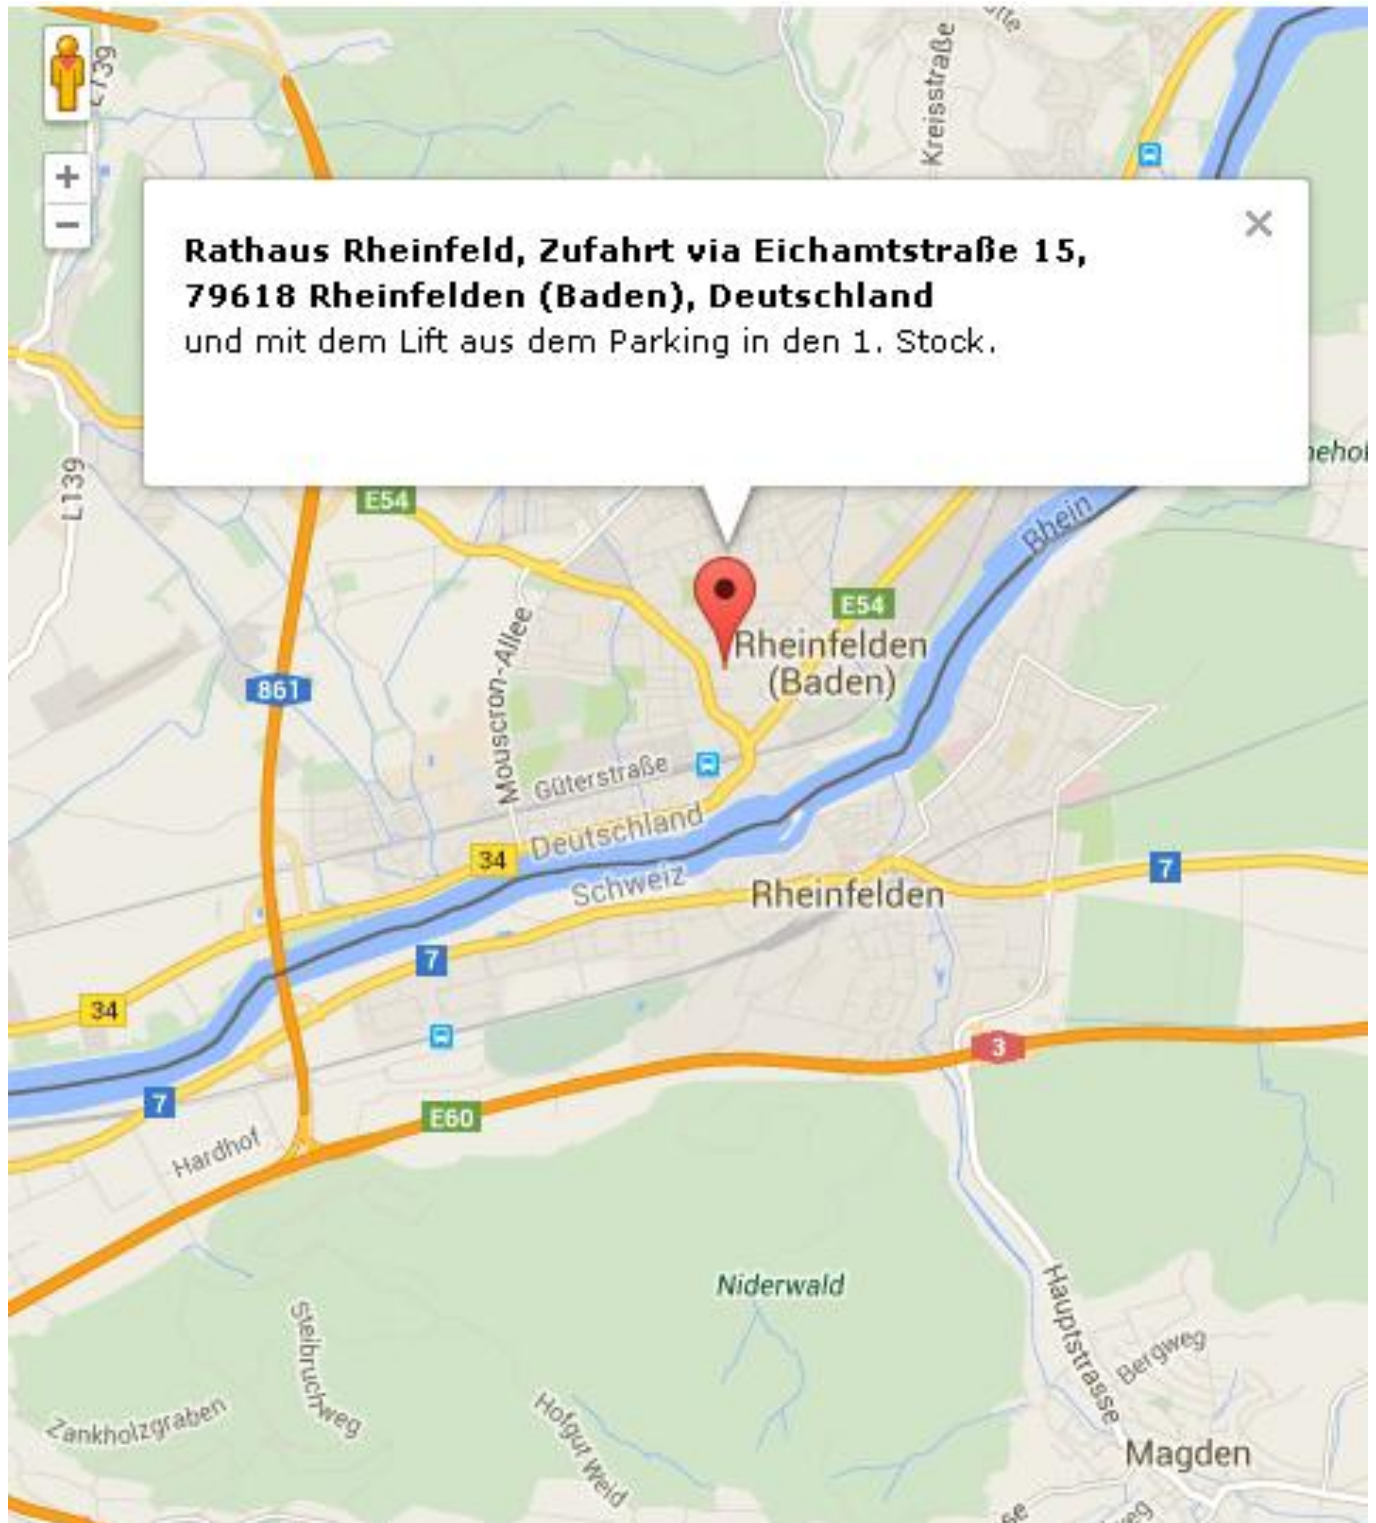 L139
Kreisstraße
+
−
×
Rathaus Rheinfeld, Zufahrt via Eichamtstraße 15,
79618 Rheinfelden (Baden), Deutschland
und mit dem Lift aus dem Parking in den 1. Stock.
L139
E54
Rhein
E54
Rheinfelden
(Baden)
861
Mouscron-Allee
Güterstraße
Deutschland
34
Schweiz
7
Rheinfelden
7
34
3
7
E60
Hardhof
Niderwald
Hauptstrasse
Bergweg
Steibruchweg
Zankholzgraben
Hofgut Weid
Magden